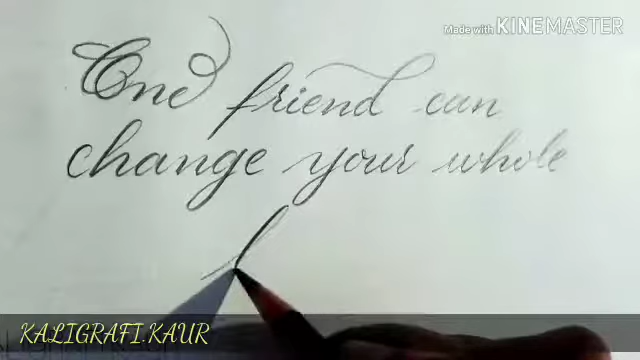 Made with KINEMASTER
One friend can
change your whole
l
KALIGRAFI.KAUR